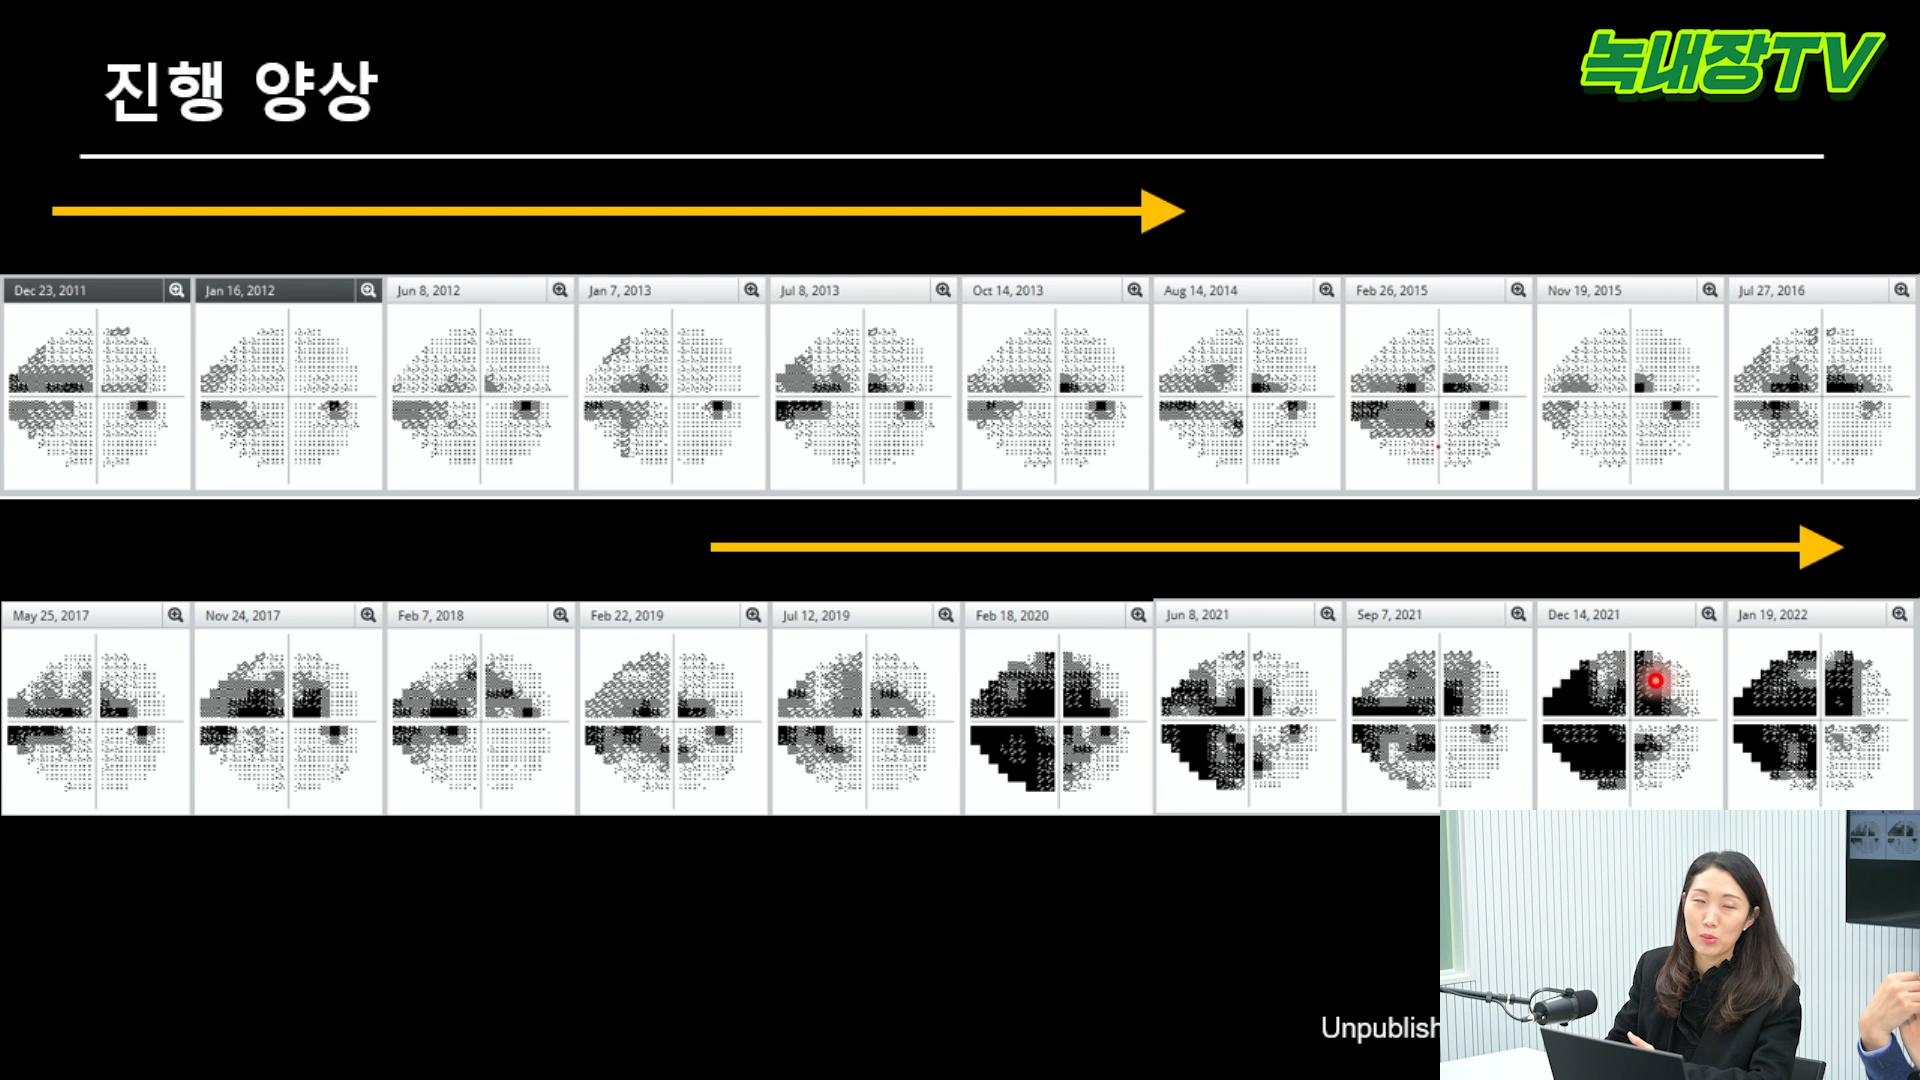 진행 양상
녹내장TV
Dec 23, 2011
Jan 16, 2012
Jun 8, 2012
Jan 7, 2013
Jul 8, 2013
Oct 14, 2013
Aug 14, 2014
Feb 26, 2015
Nov 19, 2015
Jul 27, 2016
May 25, 2017
Nov 24, 2017
Feb 7, 2018
Feb 22, 2019
Jul 12, 2019
Feb 18, 2020
Jun 8, 2021
Sep 7, 2021
Dec 14, 2021
Jan 19, 2022
Unpublish